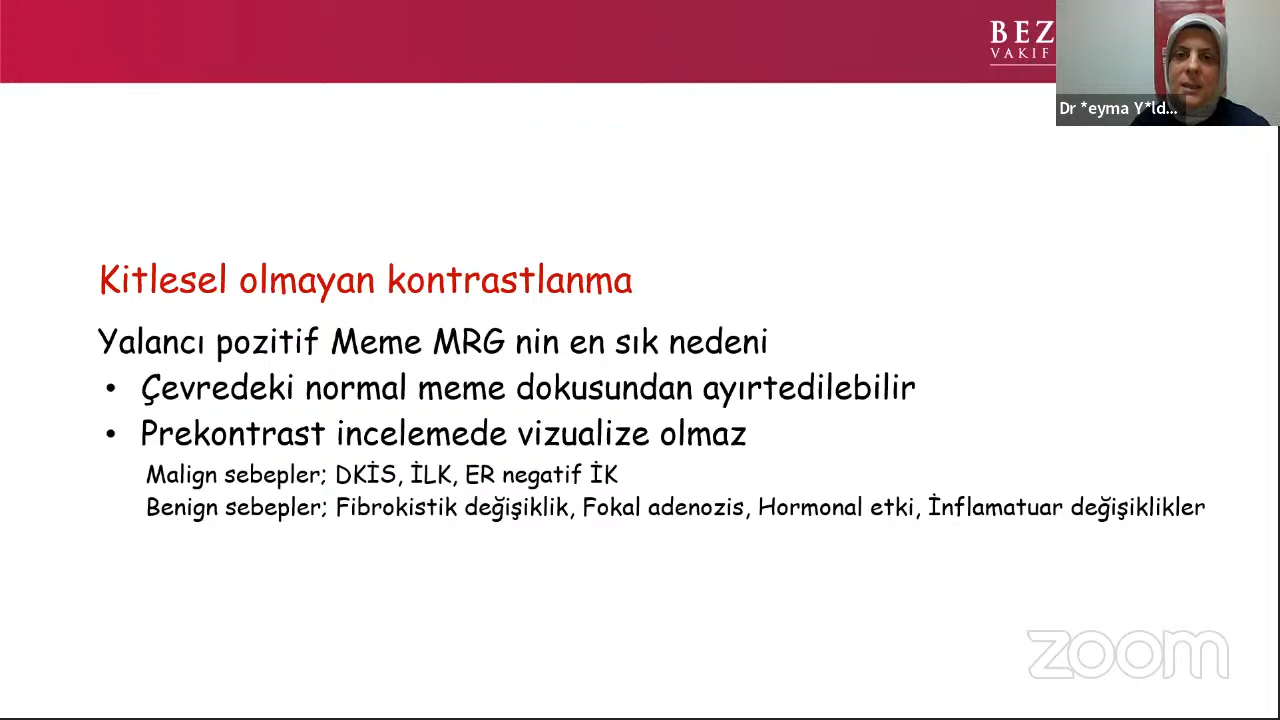 BEZ
VAKIF
Dr *eyma Y*ld...
Kitlesel olmayan kontrastlanma
Yalancı pozitif Meme MRG nin en sık nedeni
• Çevredeki normal meme dokusundan ayırtedilebilir
• Prekontrast incelemede vizualize olmaz
Malign sebepler; DKİS, İLK, ER negatif İK
Benign sebepler; Fibrokistik değişiklik, Fokal adenozis, Hormonal etki, İnflamatuar değişiklikler
zoom